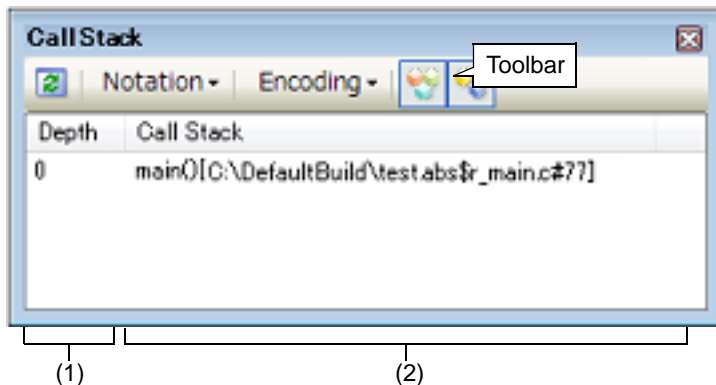 Call Stack
Notation Encoding
Toolbar
Depth Call Stack
0 main()[C:\DefaultBuild\test.abs$r_main.c#77]
(1) (2)